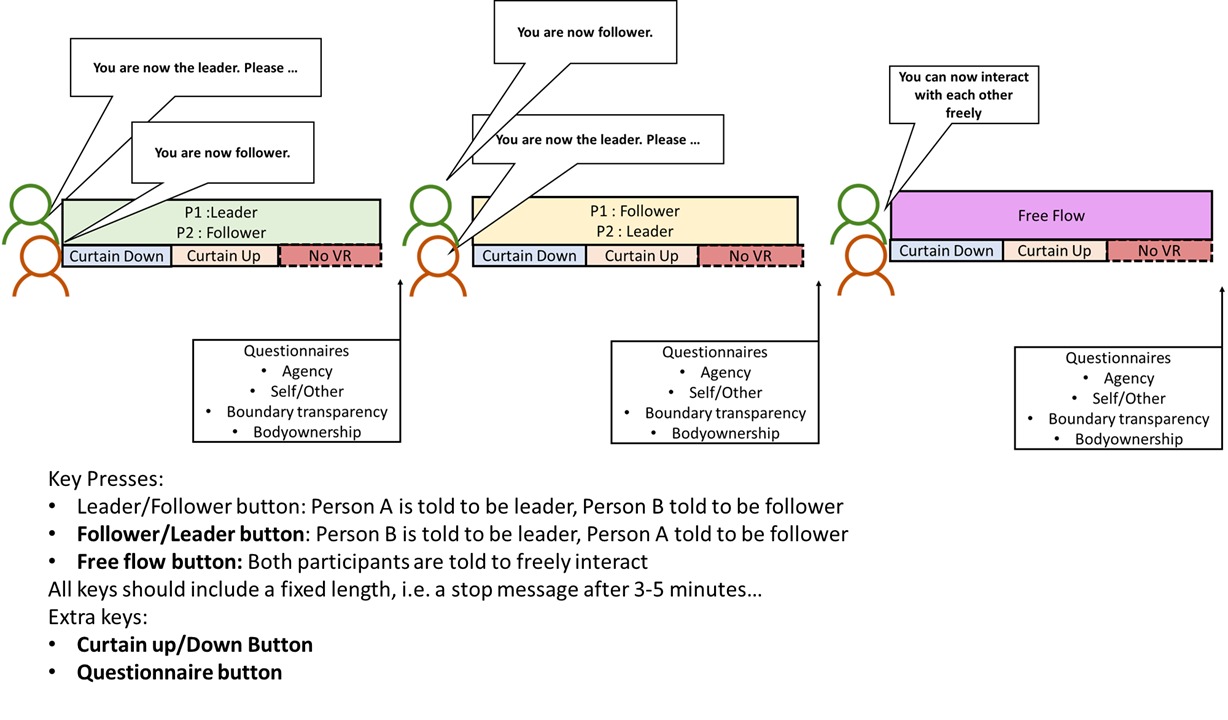 You are now the leader. Please …
You are now follower.
P1 :Leader
P2 : Follower
Curtain Down
Curtain Up
No VR
Questionnaires
• Agency
• Self/Other
• Boundary transparency
• Bodyownership
You are now follower.
You are now the leader. Please …
P1 : Follower
P2 : Leader
Curtain Down
Curtain Up
No VR
Questionnaires
• Agency
• Self/Other
• Boundary transparency
• Bodyownership
You can now interact
with each other
freely
Free Flow
Curtain Down
Curtain Up
No VR
Questionnaires
• Agency
• Self/Other
• Boundary transparency
• Bodyownership
Key Presses:
• Leader/Follower button: Person A is told to be leader, Person B told to be follower
• Follower/Leader button: Person B is told to be leader, Person A told to be follower
• Free flow button: Both participants are told to freely interact
All keys should include a fixed length, i.e. a stop message after 3-5 minutes…
Extra keys:
• Curtain up/Down Button
• Questionnaire button